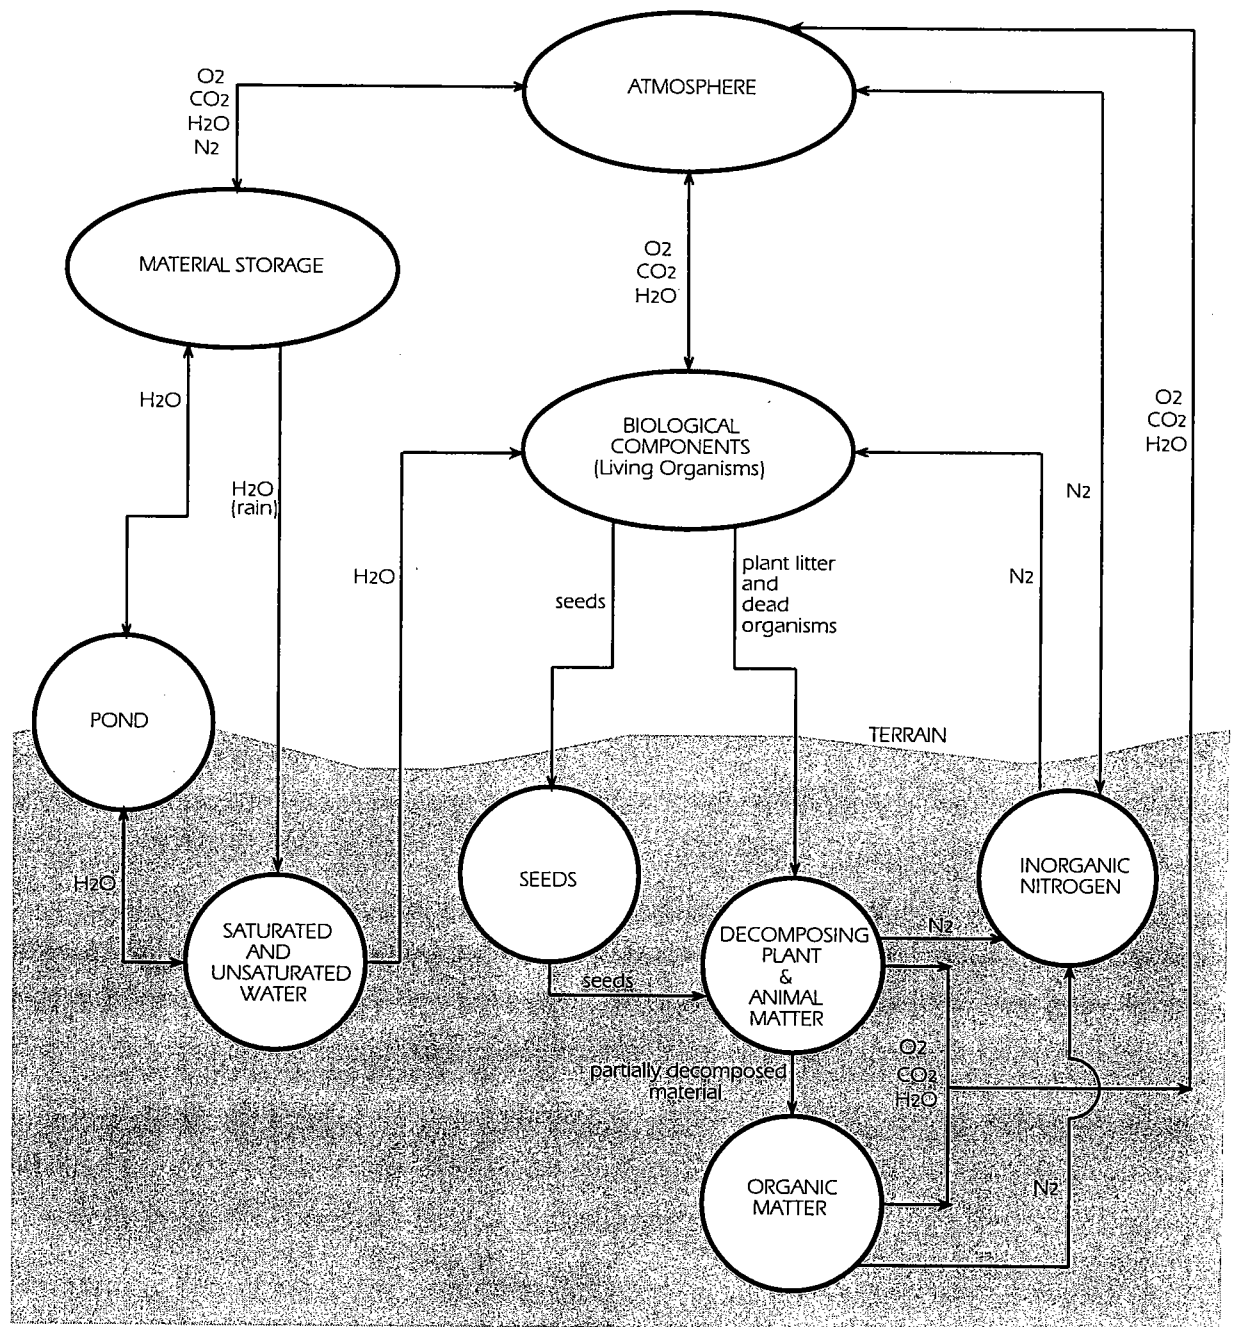 ATMOSPHERE
O2
CO2
H2O
N2
MATERIAL STORAGE
O2
CO2
H2O
H2O
H2O
(rain)
BIOLOGICAL
COMPONENTS
(Living Organisms)
O2
CO2
H2O
N2
N2
H2O
seeds
plant litter
and
dead
organisms
POND
TERRAIN
H2O
SEEDS
INORGANIC
NITROGEN
SATURATED
AND
UNSATURATED
WATER
DECOMPOSING
PLANT
&
ANIMAL
MATTER
N2
seeds
partially decomposed
material
O2
CO2
H2O
ORGANIC
MATTER
N2